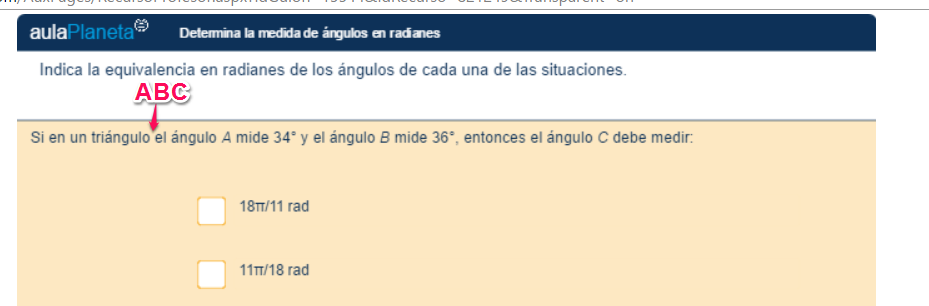 aulaPlaneta Determina la medida de ángulos en radianes
Indica la equivalencia en radianes de los ángulos de cada una de las situaciones.
ABC
Si en un triángulo el ángulo A mide 34° y el ángulo B mide 36°, entonces el ángulo C debe medir:
18π/11 rad
11π/18 rad